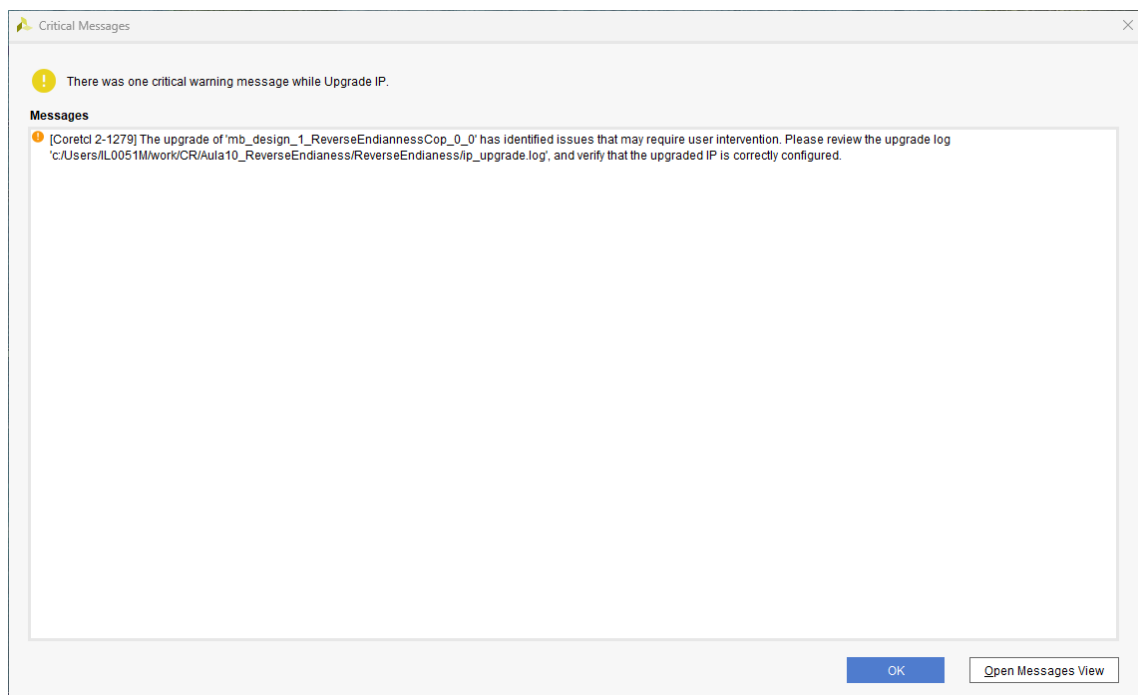 Critical Messages
There was one critical warning message while Upgrade IP.
Messages
[Coretcl 2-1279] The upgrade of 'mb_design_1_ReverseEndiannessCop_0_0' has identified issues that may require user intervention. Please review the upgrade log
'c:/Users/IL0051M/work/CR/Aula10_ReverseEndianess/ReverseEndianess/ip_upgrade.log', and verify that the upgraded IP is correctly configured.
OK
Open Messages View